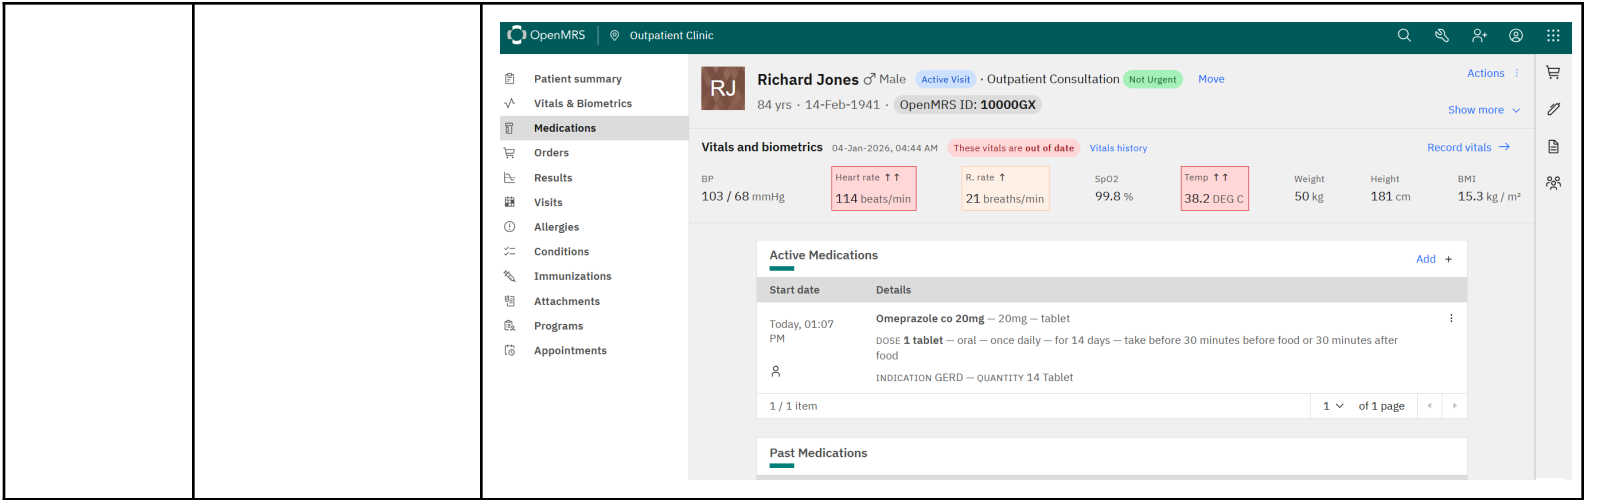 OpenMRS Outpatient Clinic
Patient summary
Vitals & Biometrics
Medications
Orders
Results
Visits
Allergies
Conditions
Immunizations
Attachments
Programs
Appointments
RJ
Richard Jones ♂ Male Active Visit · Outpatient Consultation Not Urgent Move
Actions
84 yrs · 14-Feb-1941 · OpenMRS ID: 10000GX
Show more
Vitals and biometrics 04-Jan-2026, 04:44 AM These vitals are out of date Vitals history
Record vitals →
BP
103 / 68 mmHg
Heart rate ↑↑
114 beats/min
R. rate ↑
21 breaths/min
SpO2
99.8 %
Temp ↑↑
38.2 DEG C
Weight
50 kg
Height
181 cm
BMI
15.3 kg / m²
Active Medications
Add +
Start date Details
Today, 01:07
PM
Omeprazole co 20mg — 20mg — tablet
DOSE 1 tablet — oral — once daily — for 14 days — take before 30 minutes before food or 30 minutes after
food
INDICATION GERD — QUANTITY 14 Tablet
1 / 1 item
1 of 1 page
Past Medications